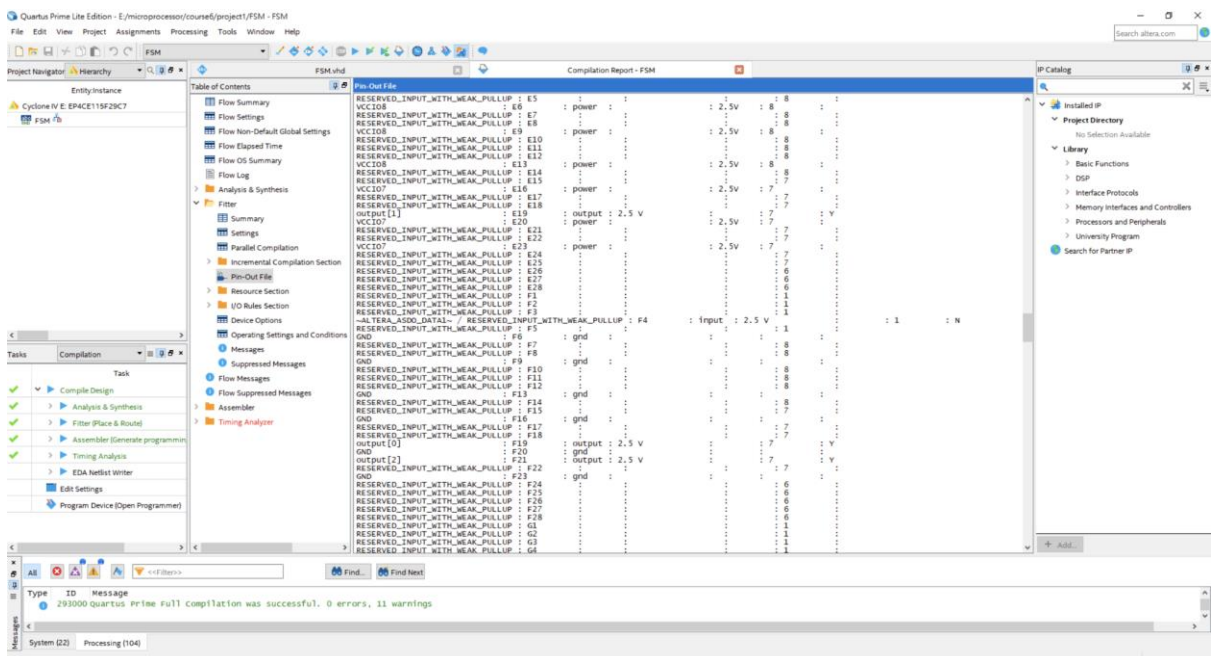 Quartus Prime Lite Edition - E:/microprocessor/course6/project1/FSM - FSM
File Edit View Project Assignments Processing Tools Window Help
Search altera.com
FSM
Project Navigator Hierarchy
Entity:Instance
Cyclone IV E: EP4CE115F29C7
FSM
FSM.vhd
Compilation Report - FSM
Table of Contents
Flow Summary
Flow Settings
Flow Non-Default Global Settings
Flow Elapsed Time
Flow OS Summary
Flow Log
Analysis & Synthesis
Fitter
Summary
Settings
Parallel Compilation
Incremental Compilation Section
Pin-Out File
Resource Section
I/O Rules Section
Device Options
Operating Settings and Conditions
Messages
Suppressed Messages
Flow Messages
Flow Suppressed Messages
Assembler
Timing Analyzer
Pin-Out File
RESERVED_INPUT_WITH_WEAK_PULLUP : E5 : : : : 8 :
VCCIO8 : E6 : power : : 2.5V : 8 :
RESERVED_INPUT_WITH_WEAK_PULLUP : E7 : : : : 8 :
RESERVED_INPUT_WITH_WEAK_PULLUP : E8 : : : : 8 :
VCCIO8 : E9 : power : : 2.5V : 8 :
RESERVED_INPUT_WITH_WEAK_PULLUP : E10 : : : : 8 :
RESERVED_INPUT_WITH_WEAK_PULLUP : E11 : : : : 8 :
RESERVED_INPUT_WITH_WEAK_PULLUP : E12 : : : : 8 :
VCCIO8 : E13 : power : : 2.5V : 8 :
RESERVED_INPUT_WITH_WEAK_PULLUP : E14 : : : : 8 :
RESERVED_INPUT_WITH_WEAK_PULLUP : E15 : : : : 7 :
VCCIO7 : E16 : power : : 2.5V : 7 :
RESERVED_INPUT_WITH_WEAK_PULLUP : E17 : : : : 7 :
RESERVED_INPUT_WITH_WEAK_PULLUP : E18 : : : : 7 :
output[1] : E19 : output : 2.5 V : : 7 : Y
VCCIO7 : E20 : power : : 2.5V : 7 :
RESERVED_INPUT_WITH_WEAK_PULLUP : E21 : : : : 7 :
RESERVED_INPUT_WITH_WEAK_PULLUP : E22 : : : : 7 :
VCCIO7 : E23 : power : : 2.5V : 7 :
RESERVED_INPUT_WITH_WEAK_PULLUP : E24 : : : : 7 :
RESERVED_INPUT_WITH_WEAK_PULLUP : E25 : : : : 7 :
RESERVED_INPUT_WITH_WEAK_PULLUP : E26 : : : : 6 :
RESERVED_INPUT_WITH_WEAK_PULLUP : E27 : : : : 6 :
RESERVED_INPUT_WITH_WEAK_PULLUP : E28 : : : : 6 :
RESERVED_INPUT_WITH_WEAK_PULLUP : F1 : : : : 1 :
RESERVED_INPUT_WITH_WEAK_PULLUP : F2 : : : : 1 :
RESERVED_INPUT_WITH_WEAK_PULLUP : F3 : : : : 1 :
~ALTERA_ASDO_DATA1~ / RESERVED_INPUT_WITH_WEAK_PULLUP : F4 : input : 2.5 V : : 1 : N
RESERVED_INPUT_WITH_WEAK_PULLUP : F5 : : : : 1 :
GND : F6 : gnd : : : :
RESERVED_INPUT_WITH_WEAK_PULLUP : F7 : : : : 8 :
RESERVED_INPUT_WITH_WEAK_PULLUP : F8 : : : : 8 :
GND : F9 : gnd : : : :
RESERVED_INPUT_WITH_WEAK_PULLUP : F10 : : : : 8 :
RESERVED_INPUT_WITH_WEAK_PULLUP : F11 : : : : 8 :
RESERVED_INPUT_WITH_WEAK_PULLUP : F12 : : : : 8 :
GND : F13 : gnd : : : :
RESERVED_INPUT_WITH_WEAK_PULLUP : F14 : : : : 8 :
RESERVED_INPUT_WITH_WEAK_PULLUP : F15 : : : : 7 :
GND : F16 : gnd : : : :
RESERVED_INPUT_WITH_WEAK_PULLUP : F17 : : : : 7 :
RESERVED_INPUT_WITH_WEAK_PULLUP : F18 : : : : 7 :
output[0] : F19 : output : 2.5 V : : 7 : Y
GND : F20 : gnd : : : :
output[2] : F21 : output : 2.5 V : : 7 : Y
RESERVED_INPUT_WITH_WEAK_PULLUP : F22 : : : : 7 :
GND : F23 : gnd : : : :
RESERVED_INPUT_WITH_WEAK_PULLUP : F24 : : : : 6 :
RESERVED_INPUT_WITH_WEAK_PULLUP : F25 : : : : 6 :
RESERVED_INPUT_WITH_WEAK_PULLUP : F26 : : : : 6 :
RESERVED_INPUT_WITH_WEAK_PULLUP : F27 : : : : 6 :
RESERVED_INPUT_WITH_WEAK_PULLUP : F28 : : : : 6 :
RESERVED_INPUT_WITH_WEAK_PULLUP : G1 : : : : 1 :
RESERVED_INPUT_WITH_WEAK_PULLUP : G2 : : : : 1 :
RESERVED_INPUT_WITH_WEAK_PULLUP : G3 : : : : 1 :
RESERVED_INPUT_WITH_WEAK_PULLUP : G4 : : : : 1 :
IP Catalog
Installed IP
Project Directory
No Selection Available
Library
Basic Functions
DSP
Interface Protocols
Memory Interfaces and Controllers
Processors and Peripherals
University Program
Search for Partner IP
+ Add...
Tasks Compilation
Task
Compile Design
Analysis & Synthesis
Fitter (Place & Route)
Assembler (Generate programmin
Timing Analysis
EDA Netlist Writer
Edit Settings
Program Device (Open Programmer)
All <<Filter>> Find... Find Next
Type ID Message
293000 Quartus Prime Full Compilation was successful. 0 errors, 11 warnings
Messages
System (22) Processing (104)